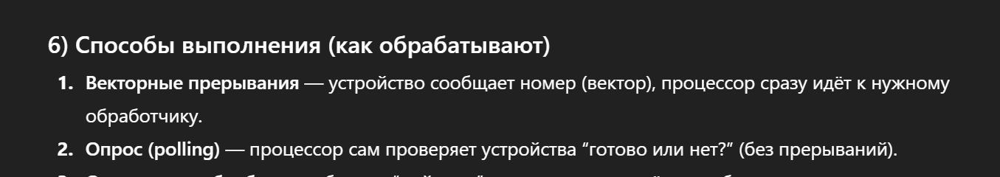 6) Способы выполнения (как обрабатывают)
1. Векторные прерывания — устройство сообщает номер (вектор), процессор сразу идёт к нужному
обработчику.
2. Опрос (polling) — процессор сам проверяет устройства “готово или нет?” (без прерываний).